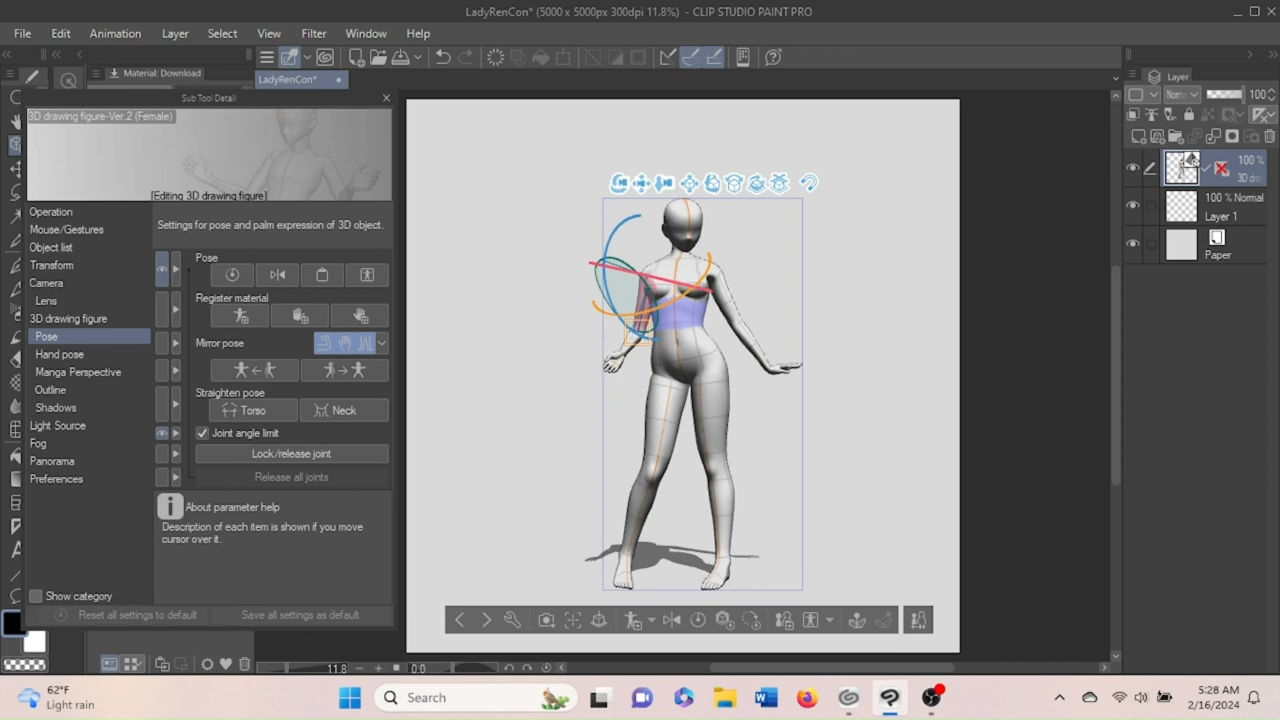 LadyRenCon* (5000 x 5000px 300dpi 11.8%) - CLIP STUDIO PAINT PRO
File Edit Animation Layer Select View Filter Window Help
Material: Download
LadyRenCon*
Layer
Sub Tool Detail
100
3D drawing figure-Ver.2 (Female)
[Editing 3D drawing figure]
100 %
Operation
Mouse/Gestures
Object list
Transform
Camera
Lens
3D drawing figure
Pose
Hand pose
Manga Perspective
Outline
Shadows
Light Source
Fog
Panorama
Preferences
Settings for pose and palm expression of 3D object.
Pose
Register material
Mirror pose
Straighten pose
Torso Neck
Joint angle limit
Lock/release joint
Release all joints
About parameter help
Description of each item is shown if you move
cursor over it.
Show category
Reset all settings to default Save all settings as default
100 % Normal
Layer 1
Paper
11.8 0.0
62°F
Light rain
Search
5:28 AM
2/16/2024